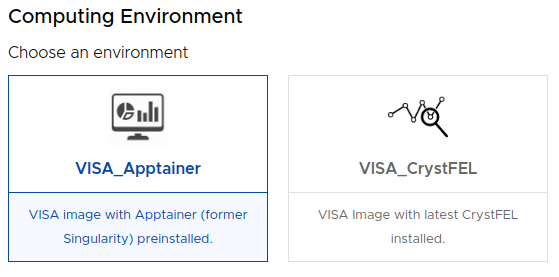 Computing Environment
Choose an environment
VISA_Apptainer
VISA image with Apptainer (former
Singularity) preinstalled.
VISA_CrystFEL
VISA Image with latest CrystFEL
installed.